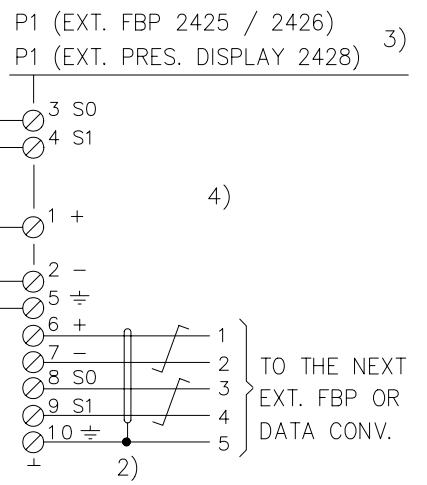 P1 (EXT. FBP 2425 / 2426)
P1 (EXT. PRES. DISPLAY 2428) 3)
3 S0
4 S1
4)
1 +
2 -
5 ⏚
6 + 1
7 - 2
8 S0 3
9 S1 4
10 ⏚ 5
TO THE NEXT
EXT. FBP OR
DATA CONV.
2)